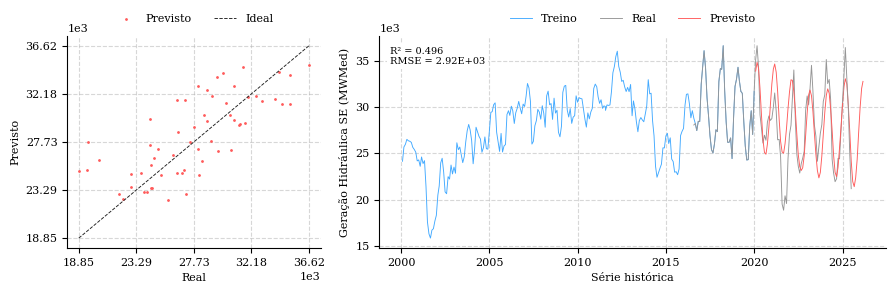 Previsto Ideal
1e3
36.62
32.18
27.73
23.29
18.85
Previsto
18.85 23.29 27.73 32.18 36.62
Real
1e3
Treino Real Previsto
1e3
R² = 0.496
RMSE = 2.92E+03
35
30
25
20
15
Geração Hidráulica SE (MWMed)
2000 2005 2010 2015 2020 2025
Série histórica